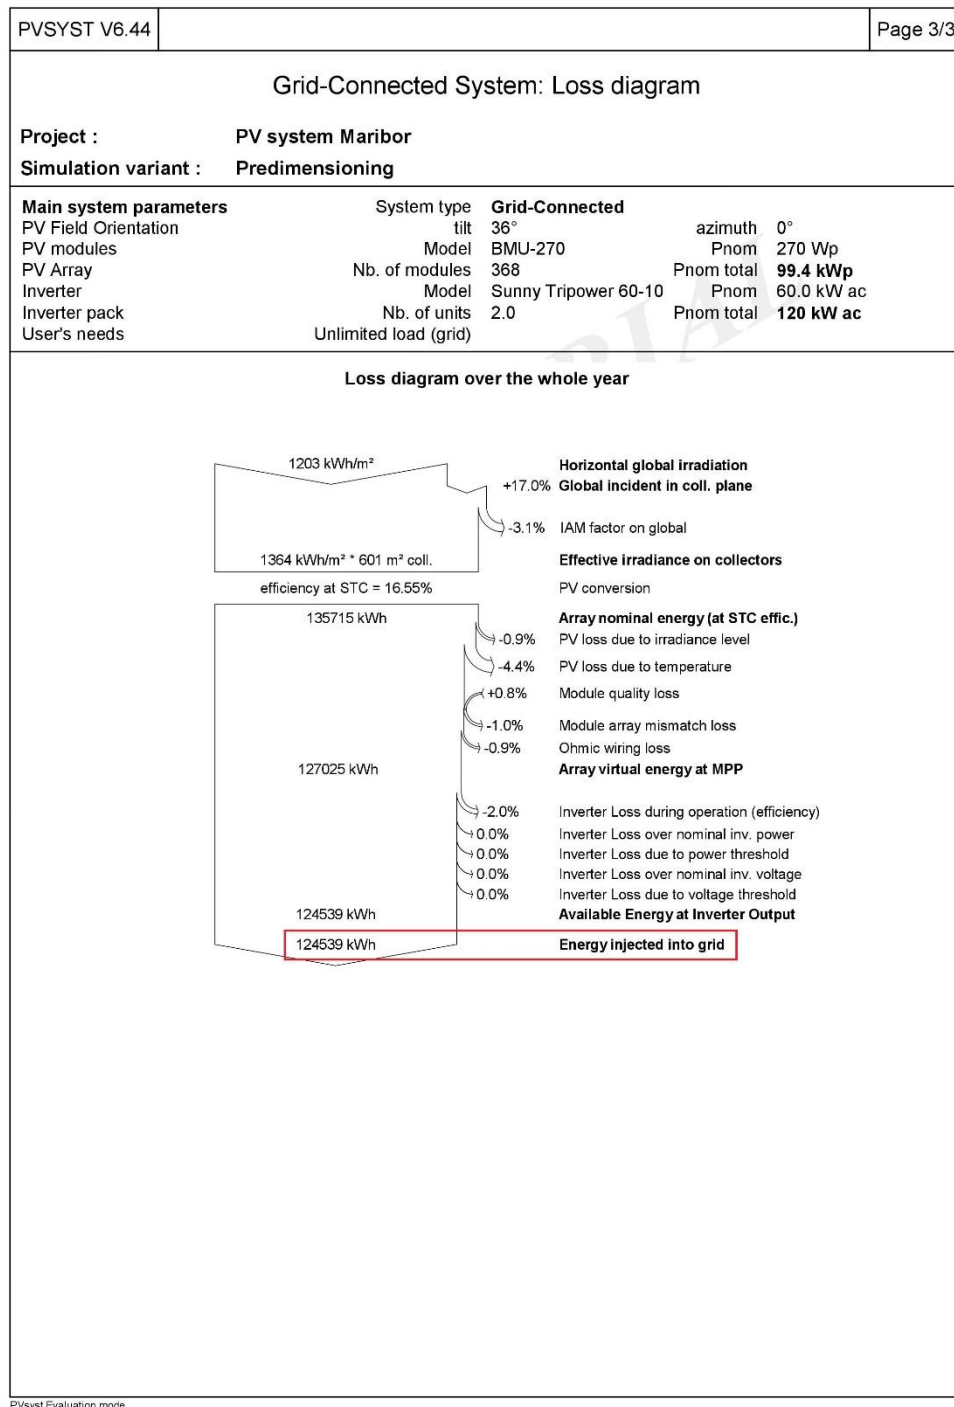 PVSYST V6.44 Page 3/3
Grid-Connected System: Loss diagram
Project : PV system Maribor
Simulation variant : Predimensioning
Main system parameters System type Grid-Connected
PV Field Orientation tilt 36° azimuth 0°
PV modules Model BMU-270 Pnom 270 Wp
PV Array Nb. of modules 368 Pnom total 99.4 kWp
Inverter Model Sunny Tripower 60-10 Pnom 60.0 kW ac
Inverter pack Nb. of units 2.0 Pnom total 120 kW ac
User's needs Unlimited load (grid)
Loss diagram over the whole year
1203 kWh/m² Horizontal global irradiation
+17.0% Global incident in coll. plane
-3.1% IAM factor on global
1364 kWh/m² * 601 m² coll. Effective irradiance on collectors
efficiency at STC = 16.55% PV conversion
135715 kWh Array nominal energy (at STC effic.)
-0.9% PV loss due to irradiance level
-4.4% PV loss due to temperature
+0.8% Module quality loss
-1.0% Module array mismatch loss
-0.9% Ohmic wiring loss
127025 kWh Array virtual energy at MPP
-2.0% Inverter Loss during operation (efficiency)
0.0% Inverter Loss over nominal inv. power
0.0% Inverter Loss due to power threshold
0.0% Inverter Loss over nominal inv. voltage
0.0% Inverter Loss due to voltage threshold
124539 kWh Available Energy at Inverter Output
124539 kWh Energy injected into grid
PVsyst Evaluation mode